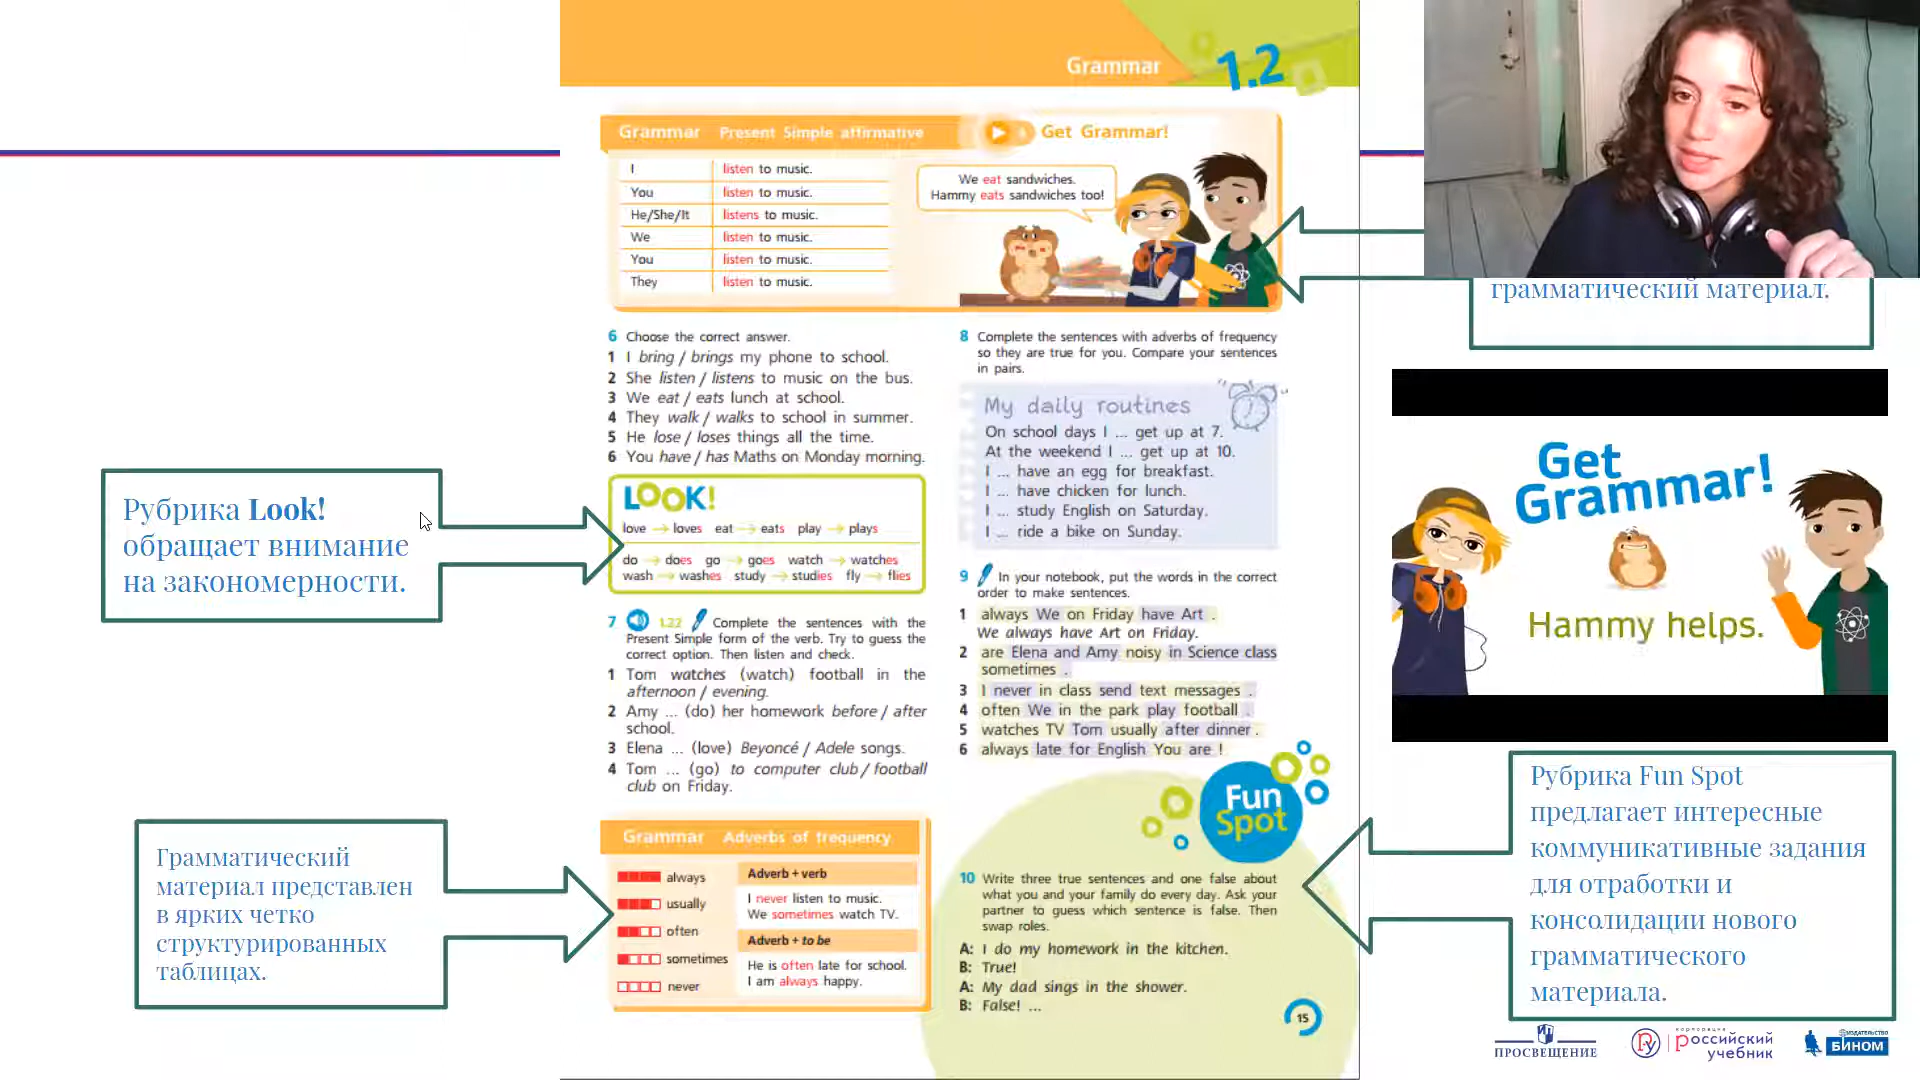 Grammar
1.2
Grammar Present Simple affirmative
Get Grammar!
I listen to music.
You listen to music.
He/She/It listens to music.
We listen to music.
You listen to music.
They listen to music.
We eat sandwiches.
Hammy eats sandwiches too!
6 Choose the correct answer.
1 I bring / brings my phone to school.
2 She listen / listens to music on the bus.
3 We eat / eats lunch at school.
4 They walk / walks to school in summer.
5 He lose / loses things all the time.
6 You have / has Maths on Monday morning.
LOOK!
love → loves eat → eats play → plays
do → does go → goes watch → watches
wash → washes study → studies fly → flies
7 1.22 Complete the sentences with the
Present Simple form of the verb. Try to guess the
correct option. Then listen and check.
1 Tom watches (watch) football in the
afternoon / evening.
2 Amy ... (do) her homework before / after
school.
3 Elena ... (love) Beyoncé / Adele songs.
4 Tom ... (go) to computer club / football
club on Friday.
Grammar Adverbs of frequency
always
usually
often
sometimes
never
Adverb + verb
I never listen to music.
We sometimes watch TV.
Adverb + to be
He is often late for school.
I am always happy.
8 Complete the sentences with adverbs of frequency
so they are true for you. Compare your sentences
in pairs.
My daily routines
On school days I ... get up at 7.
At the weekend I ... get up at 10.
I ... have an egg for breakfast.
I ... have chicken for lunch.
I ... study English on Saturday.
I ... ride a bike on Sunday.
9 In your notebook, put the words in the correct
order to make sentences.
1 always We on Friday have Art .
We always have Art on Friday.
2 are Elena and Amy noisy in Science class
sometimes .
3 I never in class send text messages .
4 often We in the park play football .
5 watches TV Tom usually after dinner .
6 always late for English You are !
Fun
Spot
10 Write three true sentences and one false about
what you and your family do every day. Ask your
partner to guess which sentence is false. Then
swap roles.
A: I do my homework in the kitchen.
B: True!
A: My dad sings in the shower.
B: False! ...
15
Рубрика Look!
обращает внимание
на закономерности.
Грамматический
материал представлен
в ярких четко
структурированных
таблицах.
грамматический материал.
Get
Grammar!
Hammy helps.
Рубрика Fun Spot
предлагает интересные
коммуникативные задания
для отработки и
консолидации нового
грамматического
материала.
ПРОСВЕЩЕНИЕ
корпорация
российский
учебник
ИЗДАТЕЛЬСТВО
БИНОМ